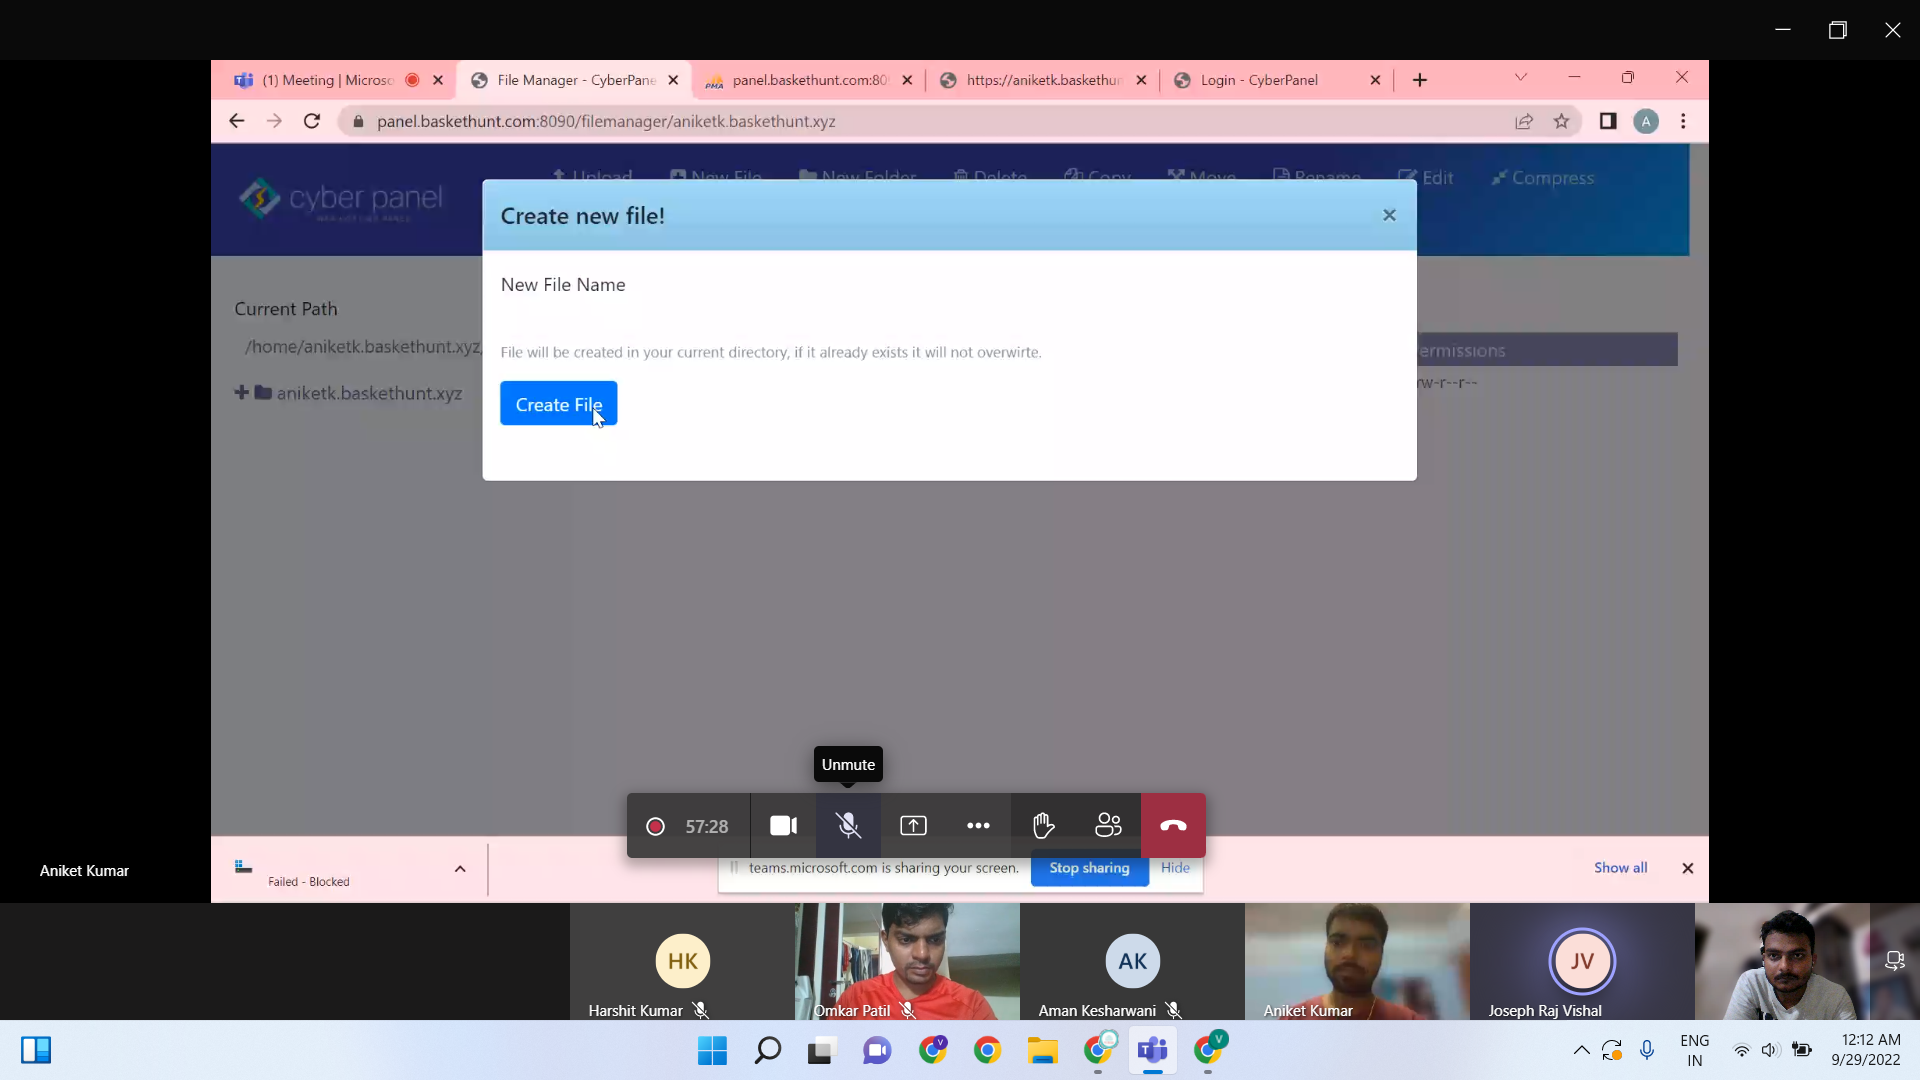 (1) Meeting | Microso
File Manager - CyberPane
panel.baskethunt.com:80
https://aniketk.baskethun
Login - CyberPanel
panel.baskethunt.com:8090/filemanager/aniketk.baskethunt.xyz
A
cyber panel
Upload
New File
New Folder
Delete
Copy
Move
Rename
Edit
Compress
Create new file!
New File Name
File will be created in your current directory, if it already exists it will not overwirte.
Create File
Current Path
/home/aniketk.baskethunt.xyz/
aniketk.baskethunt.xyz
ermissions
rw-r--r--
Unmute
57:28
Aniket Kumar
Failed - Blocked
teams.microsoft.com is sharing your screen.
Stop sharing
Hide
Show all
HK
Harshit Kumar
Omkar Patil
AK
Aman Kesharwani
Aniket Kumar
JV
Joseph Raj Vishal
ENG
IN
12:12 AM
9/29/2022